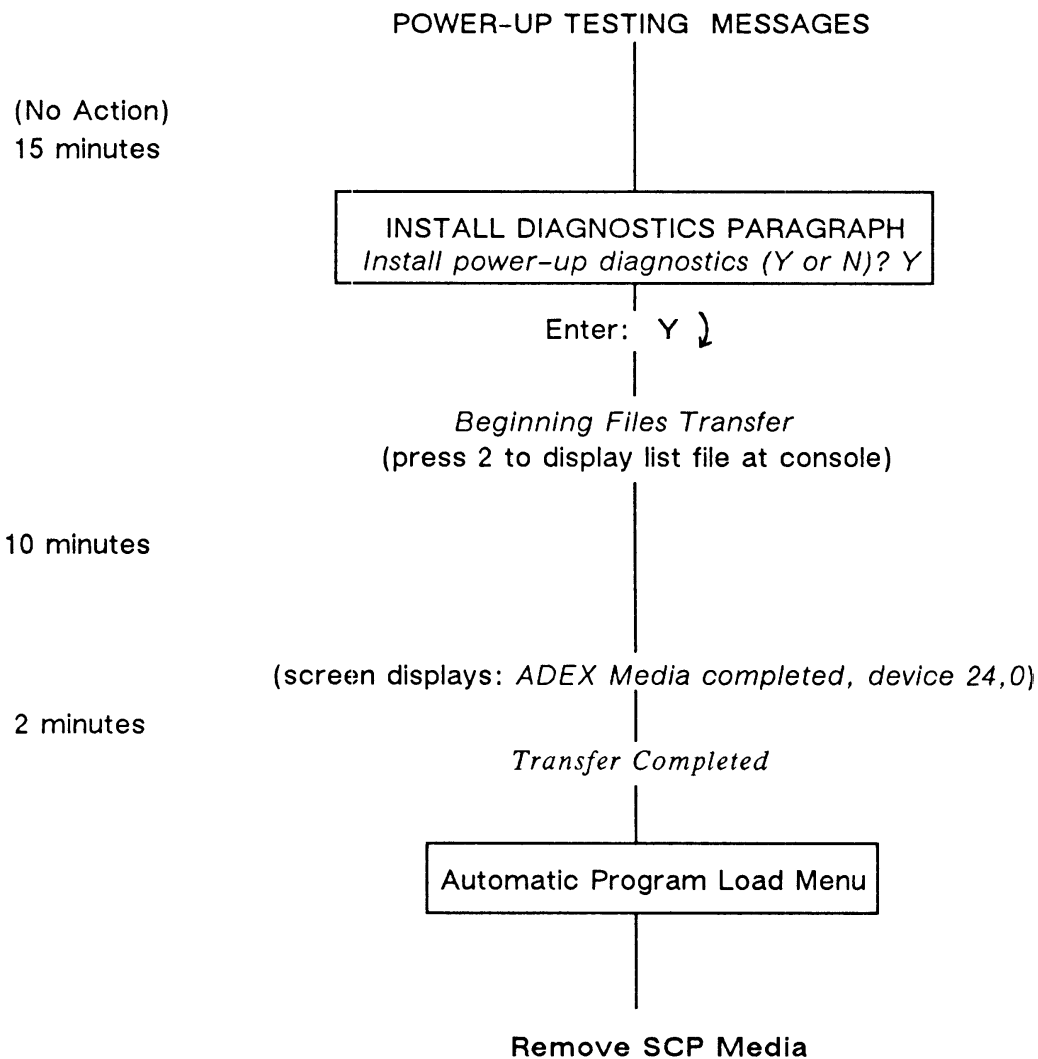 POWER-UP TESTING MESSAGES
(No Action)
15 minutes
INSTALL DIAGNOSTICS PARAGRAPH
Install power-up diagnostics (Y or N)? Y
Enter: Y
Beginning Files Transfer
(press 2 to display list file at console)
10 minutes
(screen displays: ADEX Media completed, device 24,0)
2 minutes
Transfer Completed
Automatic Program Load Menu
Remove SCP Media